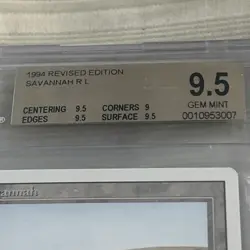 1994 REVISED EDITION
SAVANNAH R L
CENTERING 9.5 CORNERS 9
EDGES 9.5 SURFACE 9.5
9.5
GEM MINT
0010953007
®